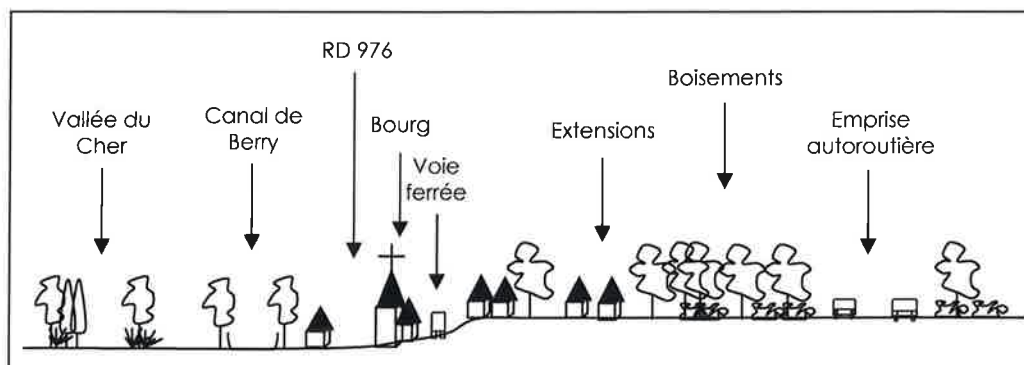 RD 976
Boisements
Vallée du
Cher
Canal de
Berry
Bourg
Voie
ferrée
Extensions
Emprise
autoroutière